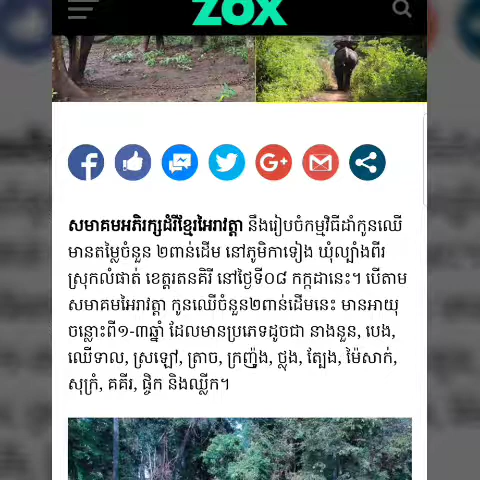 zox
សមាគមអភិរក្សដំរីខ្មែរអៃរាវត្តា នឹងរៀបចំកម្មវិធីដាំកូនឈើ
មានតម្លៃចំនួន ២ពាន់ដើម នៅភូមិកាទៀង ឃុំល្បាំងពីរ
ស្រុកលំផាត់ ខេត្តរតនគិរី នៅថ្ងៃទី០៨ កក្កដានេះ។ បើតាម
សមាគមអៃរាវត្តា កូនឈើចំនួន២ពាន់ដើមនេះ មានអាយុ
ចន្លោះពី១-៣ឆ្នាំ ដែលមានប្រភេទដូចជា នាងនួន, បេង,
ឈើទាល, ស្រឡៅ, ត្រាច, ក្រញ៉ូង, ថ្លុង, ត្បែង, ម៉ៃសាក់,
សុក្រំ, គគីរ, ផ្ចិក និងឈ្លីក។